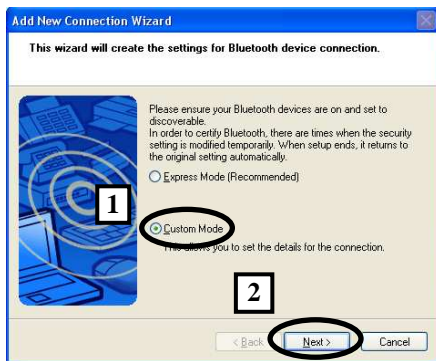 Add New Connection Wizard
This wizard will create the settings for Bluetooth device connection.
Please ensure your Bluetooth devices are on and set to
discoverable.
In order to certify Bluetooth, there are times when the security
setting is modified temporarily. When setup ends, it returns to
the original setting automatically.
Express Mode (Recommended)
1
Custom Mode
This allows you to set the details for the connection.
2
< Back
Next >
Cancel